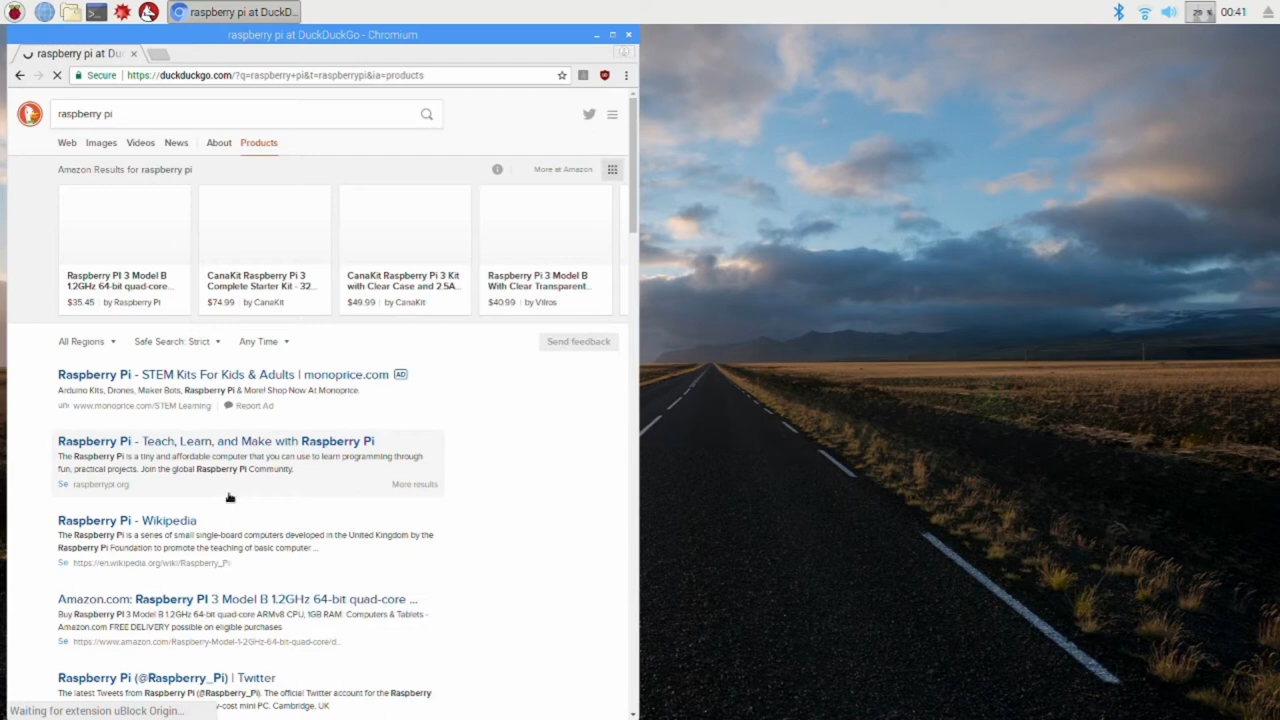 raspberry pi at DuckD...
25 %
00:41
raspberry pi at DuckDuckGo - Chromium
raspberry pi at Duc
Secure
https://duckduckgo.com/?q=raspberry+pi&t=raspberrypi&ia=products
raspberry pi
Web Images Videos News About Products
Amazon Results for raspberry pi
More at Amazon
Raspberry PI 3 Model B
1.2GHz 64-bit quad-core...
$35.45 | by Raspberry Pi
CanaKit Raspberry Pi 3
Complete Starter Kit - 32...
$74.99 by CanaKit
CanaKit Raspberry Pi 3 Kit
with Clear Case and 2.5A...
$49.99 | by CanaKit
Raspberry Pi 3 Model B
With Clear Transparent...
$40.99 | by Vilros
All Regions Safe Search: Strict Any Time
Send feedback
Raspberry Pi - STEM Kits For Kids & Adults | monoprice.com AD
Arduino Kits, Drones, Maker Bots, Raspberry Pi & More! Shop Now At Monoprice.
www.monoprice.com/STEM Learning Report Ad
Raspberry Pi - Teach, Learn, and Make with Raspberry Pi
The Raspberry Pi is a tiny and affordable computer that you can use to learn programming through
fun, practical projects. Join the global Raspberry Pi Community.
Se raspberrypi.org More results
Raspberry Pi - Wikipedia
The Raspberry Pi is a series of small single-board computers developed in the United Kingdom by the
Raspberry Pi Foundation to promote the teaching of basic computer ...
Se https://en.wikipedia.org/wiki/Raspberry_Pi
Amazon.com: Raspberry PI 3 Model B 1.2GHz 64-bit quad-core ...
Buy Raspberry PI 3 Model B 1.2GHz 64-bit quad-core ARMv8 CPU, 1GB RAM: Computers & Tablets -
Amazon.com FREE DELIVERY possible on eligible purchases
Se https://www.amazon.com/Raspberry-Model-1-2GHz-64-bit-quad-core/d...
Raspberry Pi (@Raspberry_Pi) | Twitter
The latest Tweets from Raspberry Pi (@Raspberry_Pi). The official Twitter account for the Raspberry
y-cost mini PC. Cambridge, UK
Waiting for extension uBlock Origin...